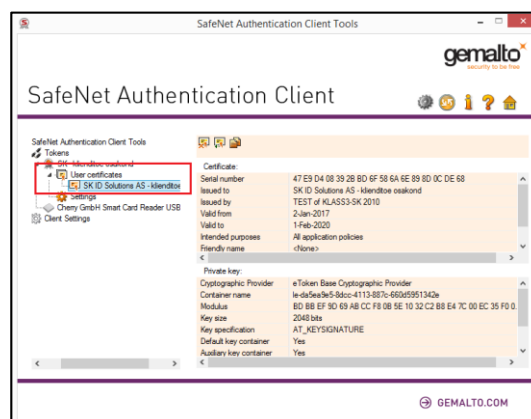 SafeNet Authentication Client Tools
gemalto
security to be free
SafeNet Authentication Client
SafeNet Authentication Client Tools
Tokens
SK - klienditoe osakond
User certificates
SK ID Solutions AS - klienditoe
Settings
Cherry GmbH Smart Card Reader USB
Client Settings
Certificate:
Serial number 47 E9 D4 08 39 2B BD 6F 58 6A 6E 89 8D 0C DE 68
Issued to SK ID Solutions AS - klienditoe osakond
Issued by TEST of KLASS3-SK 2010
Valid from 2-Jan-2017
Valid to 1-Feb-2020
Intended purposes All application policies
Friendly name <None>
Private key:
Cryptographic Provider eToken Base Cryptographic Provider
Container name le-da5ea9e5-8dcc-4113-887c-660d5951342e
Modulus BD BB EF 9D 69 AB CC F8 0B 5E 10 32 C2 B8 E4 7C 00 EC 35 F0 0.
Key size 2048 bits
Key specification AT_KEYSIGNATURE
Default key container Yes
Auxiliary key container Yes
GEMALTO.COM